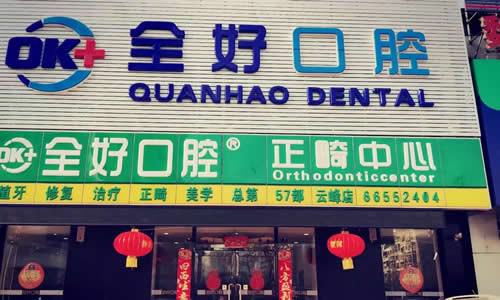 OK+ 全好口腔
QUANHAO DENTAL
OK+ 全好口腔® 正畸中心
Orthodonticcenter
植牙 修复 治疗 正畸 美学 总第 57部 云峰店 66552404